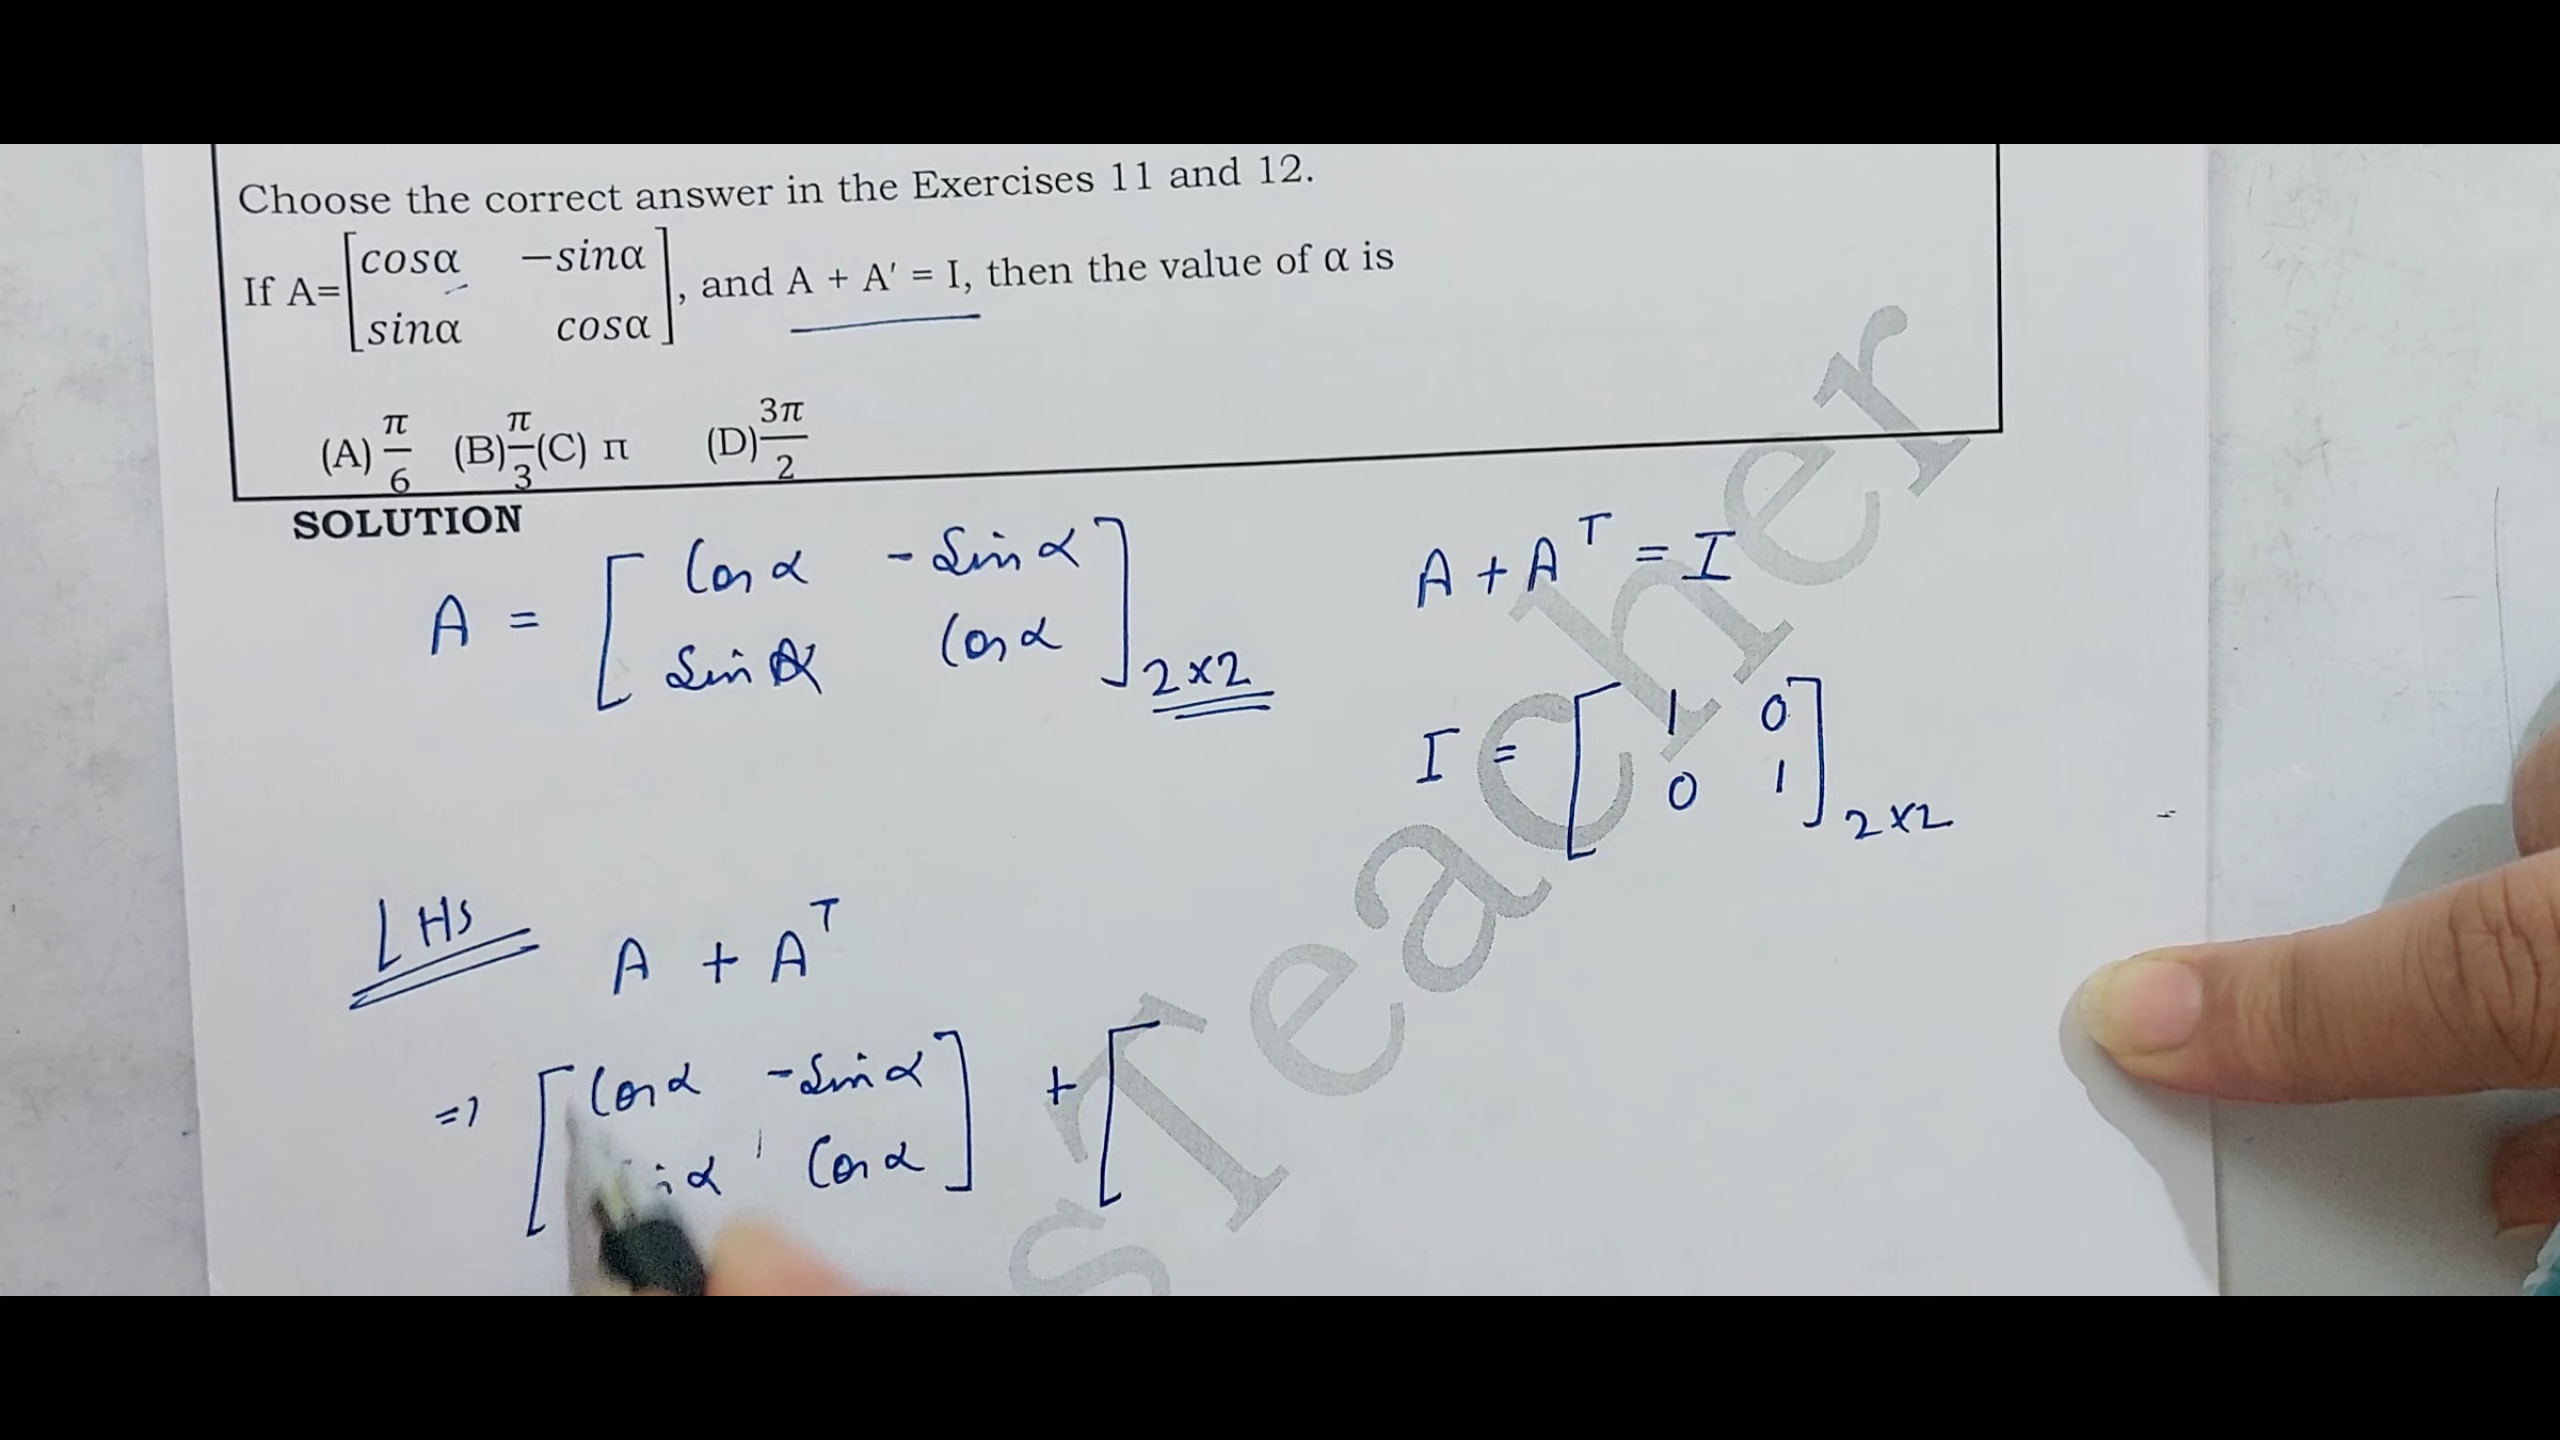 Choose the correct answer in the Exercises 11 and 12.
If A=[cosα −sinα
sinα cosα], and A + A′ = I, then the value of α is
(A) π/6 (B) π/3 (C) π (D) 3π/2
SOLUTION
A = [Cos α - Sin α
Sin α Cos α] 2×2
A + A^T = I
I = [1 0
0 1] 2×2
LHS A + A^T
=> [Cos α - Sin α
α Cos α] + [
sTeacher